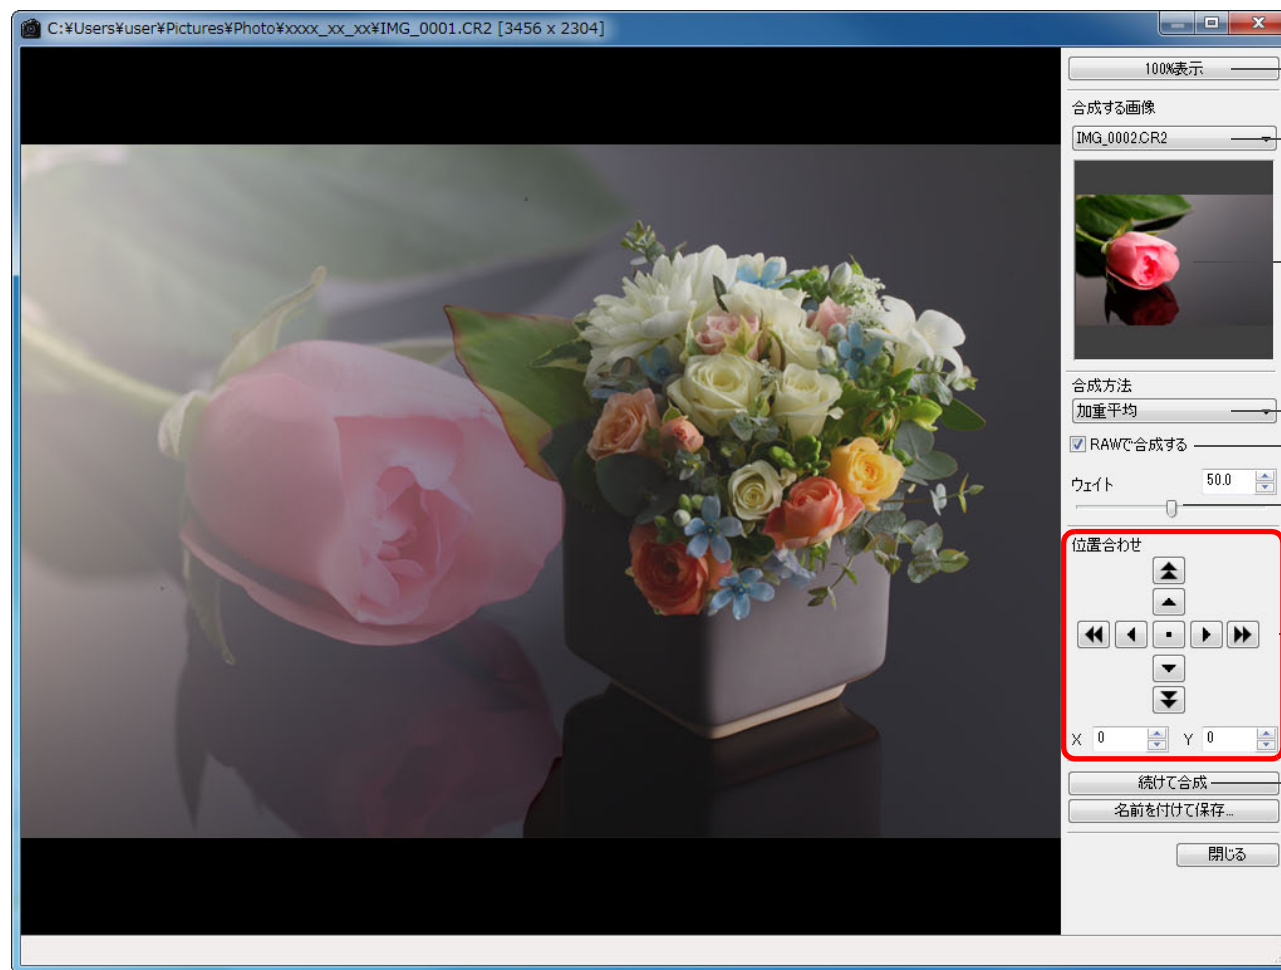 C:¥Users¥user¥Pictures¥Photo¥xxxx_xx_xx¥IMG_0001.CR2 [3456 x 2304]
100%表示
合成する画像
IMG_0002.CR2
合成方法
加重平均
RAWで合成する
ウェイト 50.0
位置合わせ
X 0 Y 0
続けて合成
名前を付けて保存...
閉じる